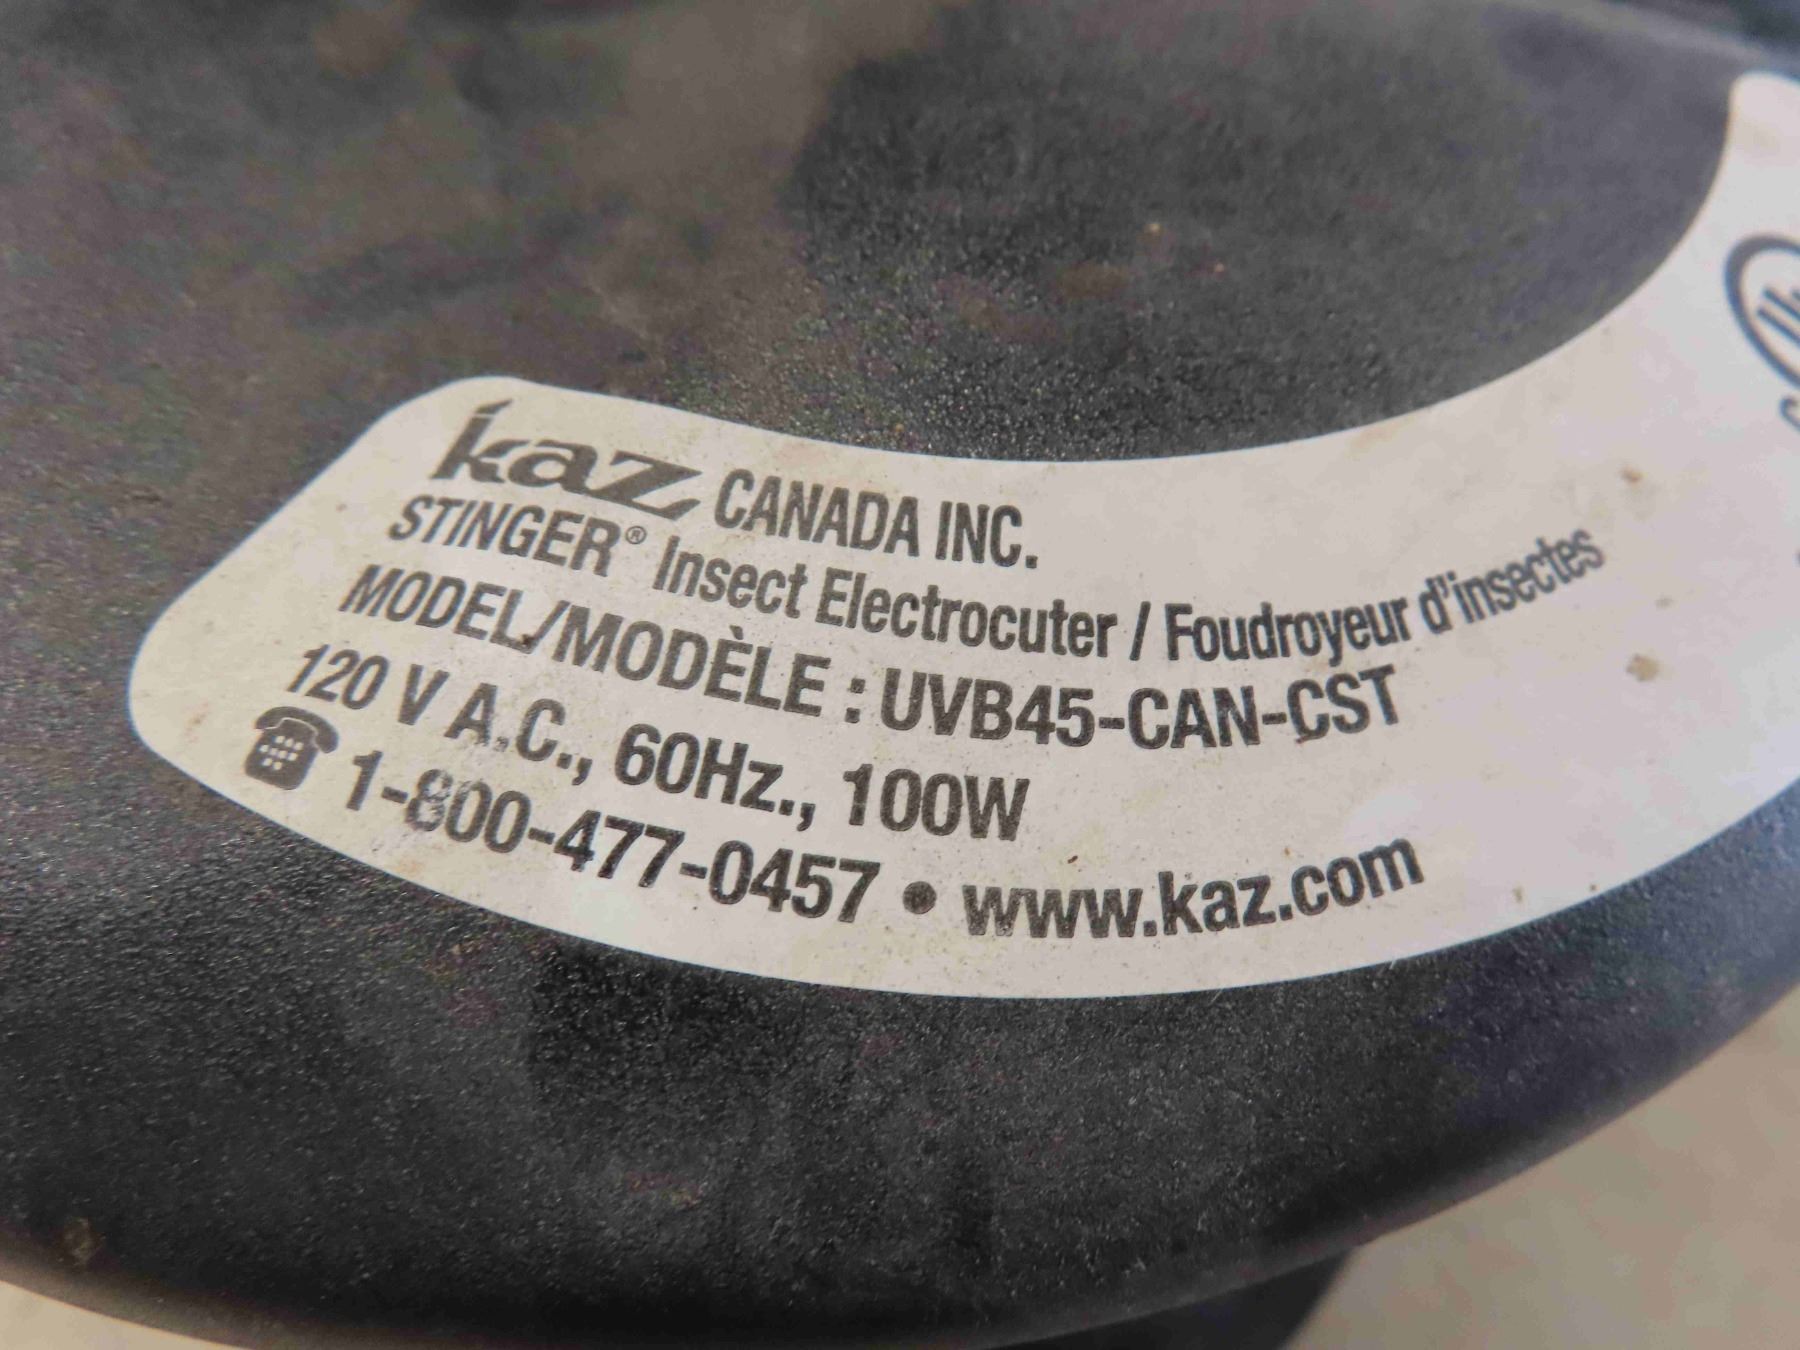 kaz CANADA INC.
STINGER® Insect Electrocuter / Foudroyeur d'insectes
MODEL/MODÈLE : UVB45-CAN-CST
120 V A.C., 60Hz., 100W
1-800-477-0457 • www.kaz.com